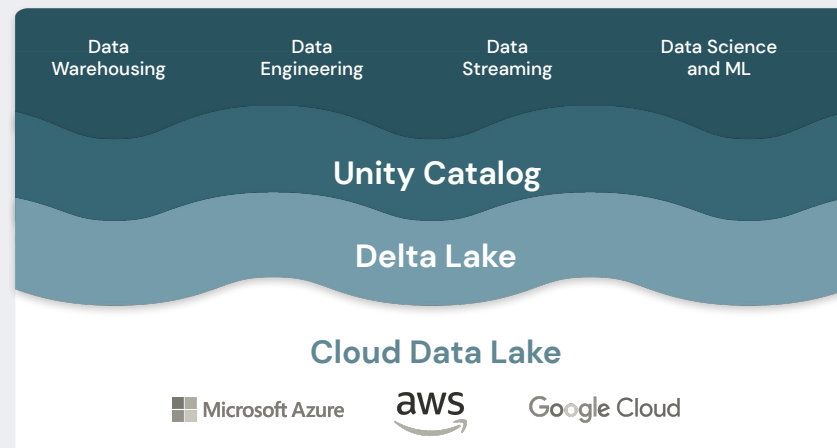 Data
Warehousing
Data
Engineering
Data
Streaming
Data Science
and ML
Unity Catalog
Delta Lake
Cloud Data Lake
Microsoft Azure
aws
Google Cloud